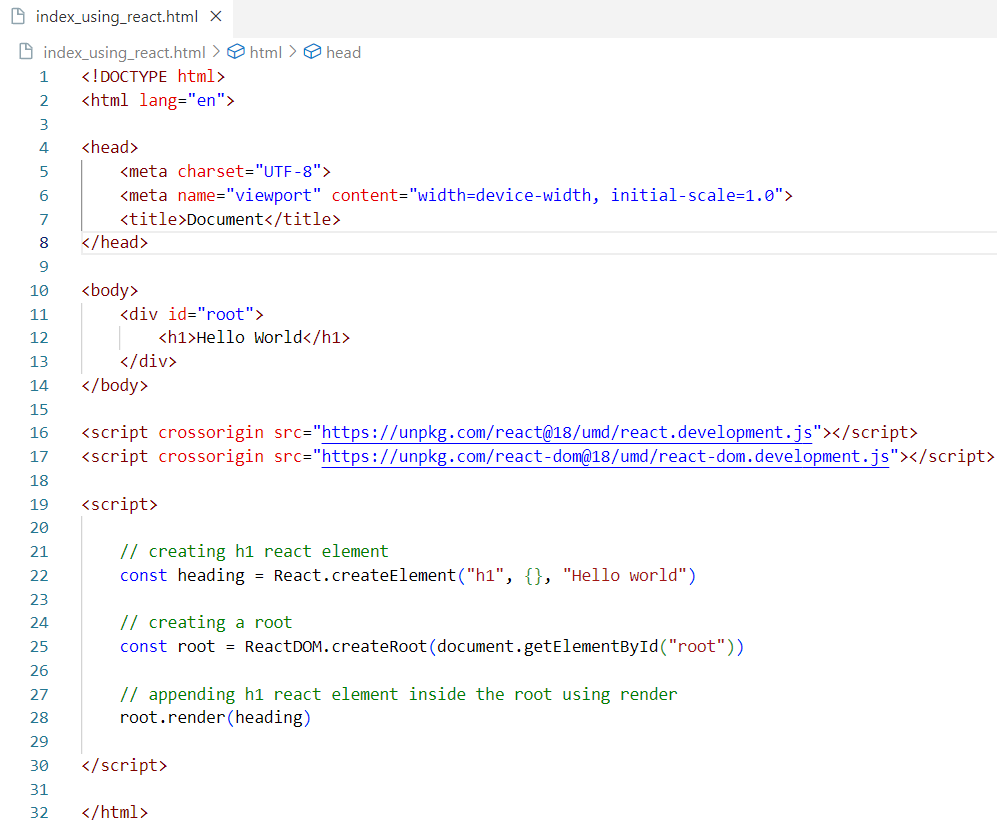 index_using_react.html ×
index_using_react.html > html > head
1 <!DOCTYPE html>
2 <html lang="en">
3
4 <head>
5     <meta charset="UTF-8">
6     <meta name="viewport" content="width=device-width, initial-scale=1.0">
7     <title>Document</title>
8 </head>
9
10 <body>
11     <div id="root">
12         <h1>Hello World</h1>
13     </div>
14 </body>
15
16 <script crossorigin src="https://unpkg.com/react@18/umd/react.development.js"></script>
17 <script crossorigin src="https://unpkg.com/react-dom@18/umd/react-dom.development.js"></script>
18
19 <script>
20
21     // creating h1 react element
22     const heading = React.createElement("h1", {}, "Hello world")
23
24     // creating a root
25     const root = ReactDOM.createRoot(document.getElementById("root"))
26
27     // appending h1 react element inside the root using render
28     root.render(heading)
29
30 </script>
31
32 </html>